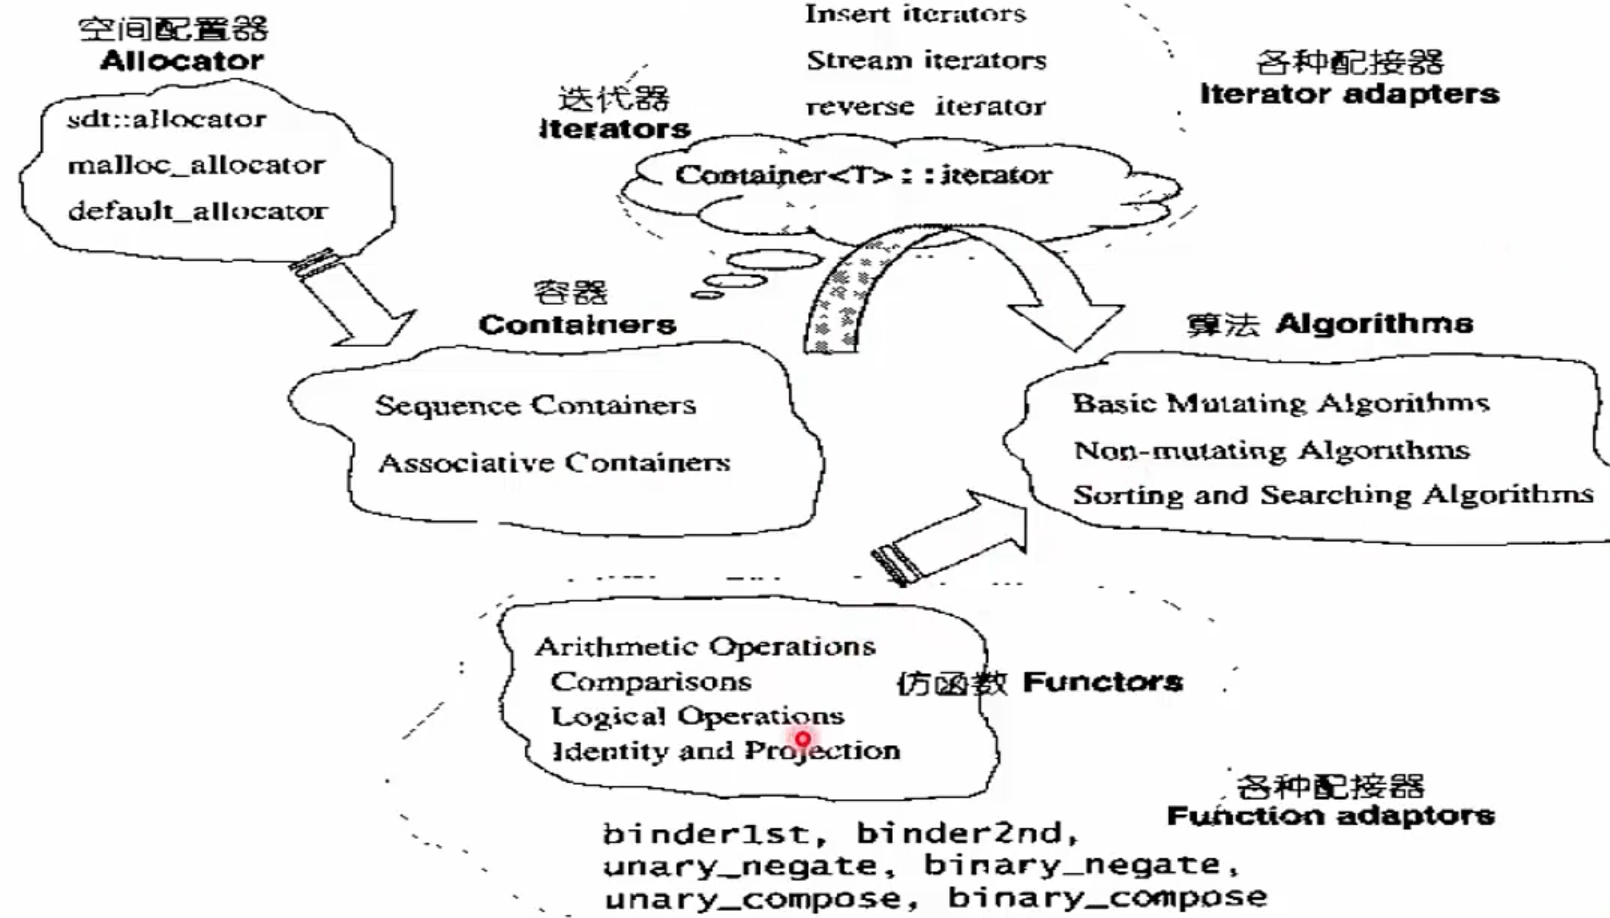 空间配置器
Allocator
sdt::allocator
malloc_allocator
default_allocator
Insert iterators
Stream iterators
reverse iterator
各种配接器
Iterator adapters
迭代器
Iterators
Container<T>::iterator
容器
Containers
Sequence Containers
Associative Containers
算法 Algorithms
Basic Mutating Algorithms
Non-mutating Algorithms
Sorting and Searching Algorithms
Arithmetic Operations
Comparisons
Logical Operations
Identity and Projection
仿函数 Functors
各种配接器
Function adaptors
binder1st, binder2nd,
unary_negate, binary_negate,
unary_compose, binary_compose